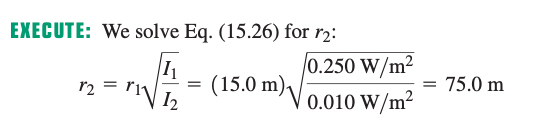 EXECUTE: We solve Eq. (15.26) for r₂:
r₂ = r₁√(I₁/I₂) = (15.0 m)√(0.250 W/m² / 0.010 W/m²) = 75.0 m